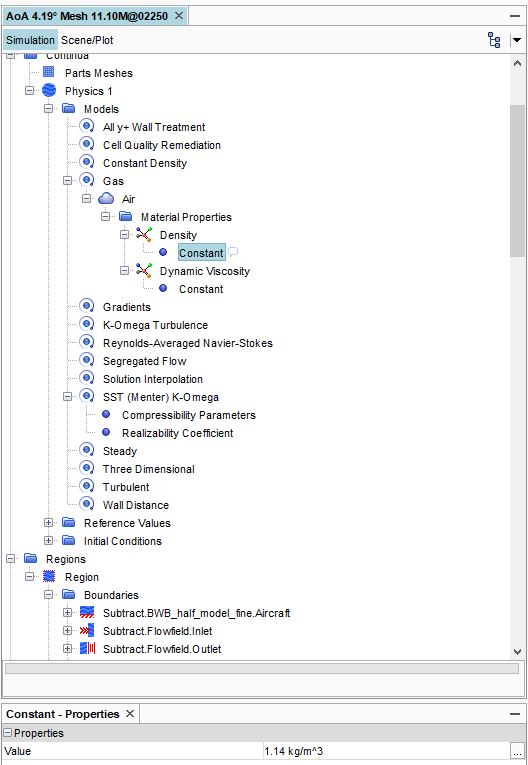 AoA 4.19° Mesh 11.10M@02250
Simulation Scene/Plot
Continua
Parts Meshes
Physics 1
Models
All y+ Wall Treatment
Cell Quality Remediation
Constant Density
Gas
Air
Material Properties
Density
Constant
Dynamic Viscosity
Constant
Gradients
K-Omega Turbulence
Reynolds-Averaged Navier-Stokes
Segregated Flow
Solution Interpolation
SST (Menter) K-Omega
Compressibility Parameters
Realizability Coefficient
Steady
Three Dimensional
Turbulent
Wall Distance
Reference Values
Initial Conditions
Regions
Region
Boundaries
Subtract.BWB_half_model_fine.Aircraft
Subtract.Flowfield.Inlet
Subtract.Flowfield.Outlet
Constant - Properties
Properties
Value 1.14 kg/m^3 ...